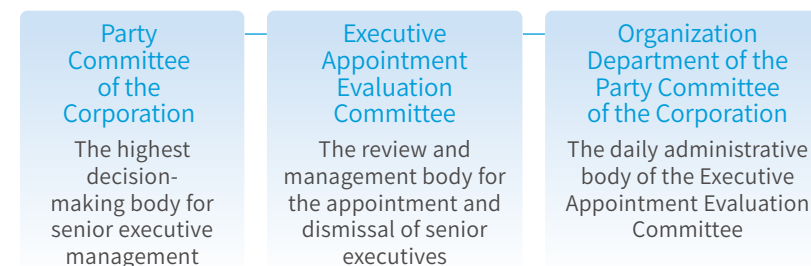 Party
Committee
of the
Corporation
The highest
decision-
making body for
senior executive
management
Executive
Appointment
Evaluation
Committee
The review and
management body for
the appointment and
dismissal of senior
executives
Organization
Department of the
Party Committee
of the Corporation
The daily administrative
body of the Executive
Appointment Evaluation
Committee